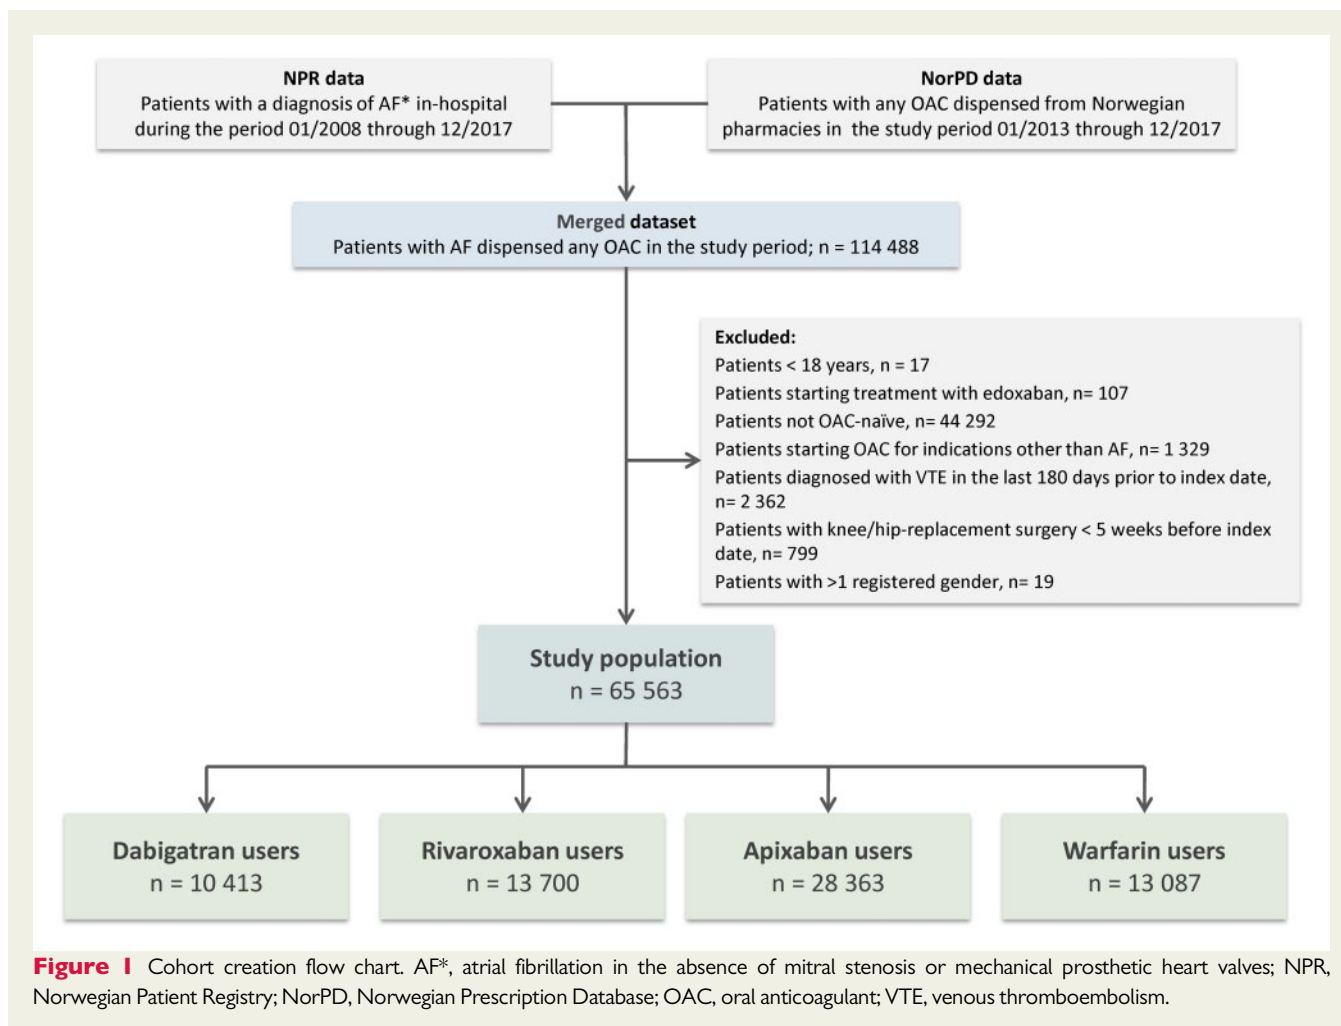 NPR data
Patients with a diagnosis of AF* in-hospital
during the period 01/2008 through 12/2017
NorPD data
Patients with any OAC dispensed from Norwegian
pharmacies in the study period 01/2013 through 12/2017
Merged dataset
Patients with AF dispensed any OAC in the study period; n = 114 488
Excluded:
Patients < 18 years, n = 17
Patients starting treatment with edoxaban, n= 107
Patients not OAC-naïve, n= 44 292
Patients starting OAC for indications other than AF, n= 1 329
Patients diagnosed with VTE in the last 180 days prior to index date,
n= 2 362
Patients with knee/hip-replacement surgery < 5 weeks before index
date, n= 799
Patients with >1 registered gender, n= 19
Study population
n = 65 563
Dabigatran users
n = 10 413
Rivaroxaban users
n = 13 700
Apixaban users
n = 28 363
Warfarin users
n = 13 087
Figure 1 Cohort creation flow chart. AF*, atrial fibrillation in the absence of mitral stenosis or mechanical prosthetic heart valves; NPR,
Norwegian Patient Registry; NorPD, Norwegian Prescription Database; OAC, oral anticoagulant; VTE, venous thromboembolism.